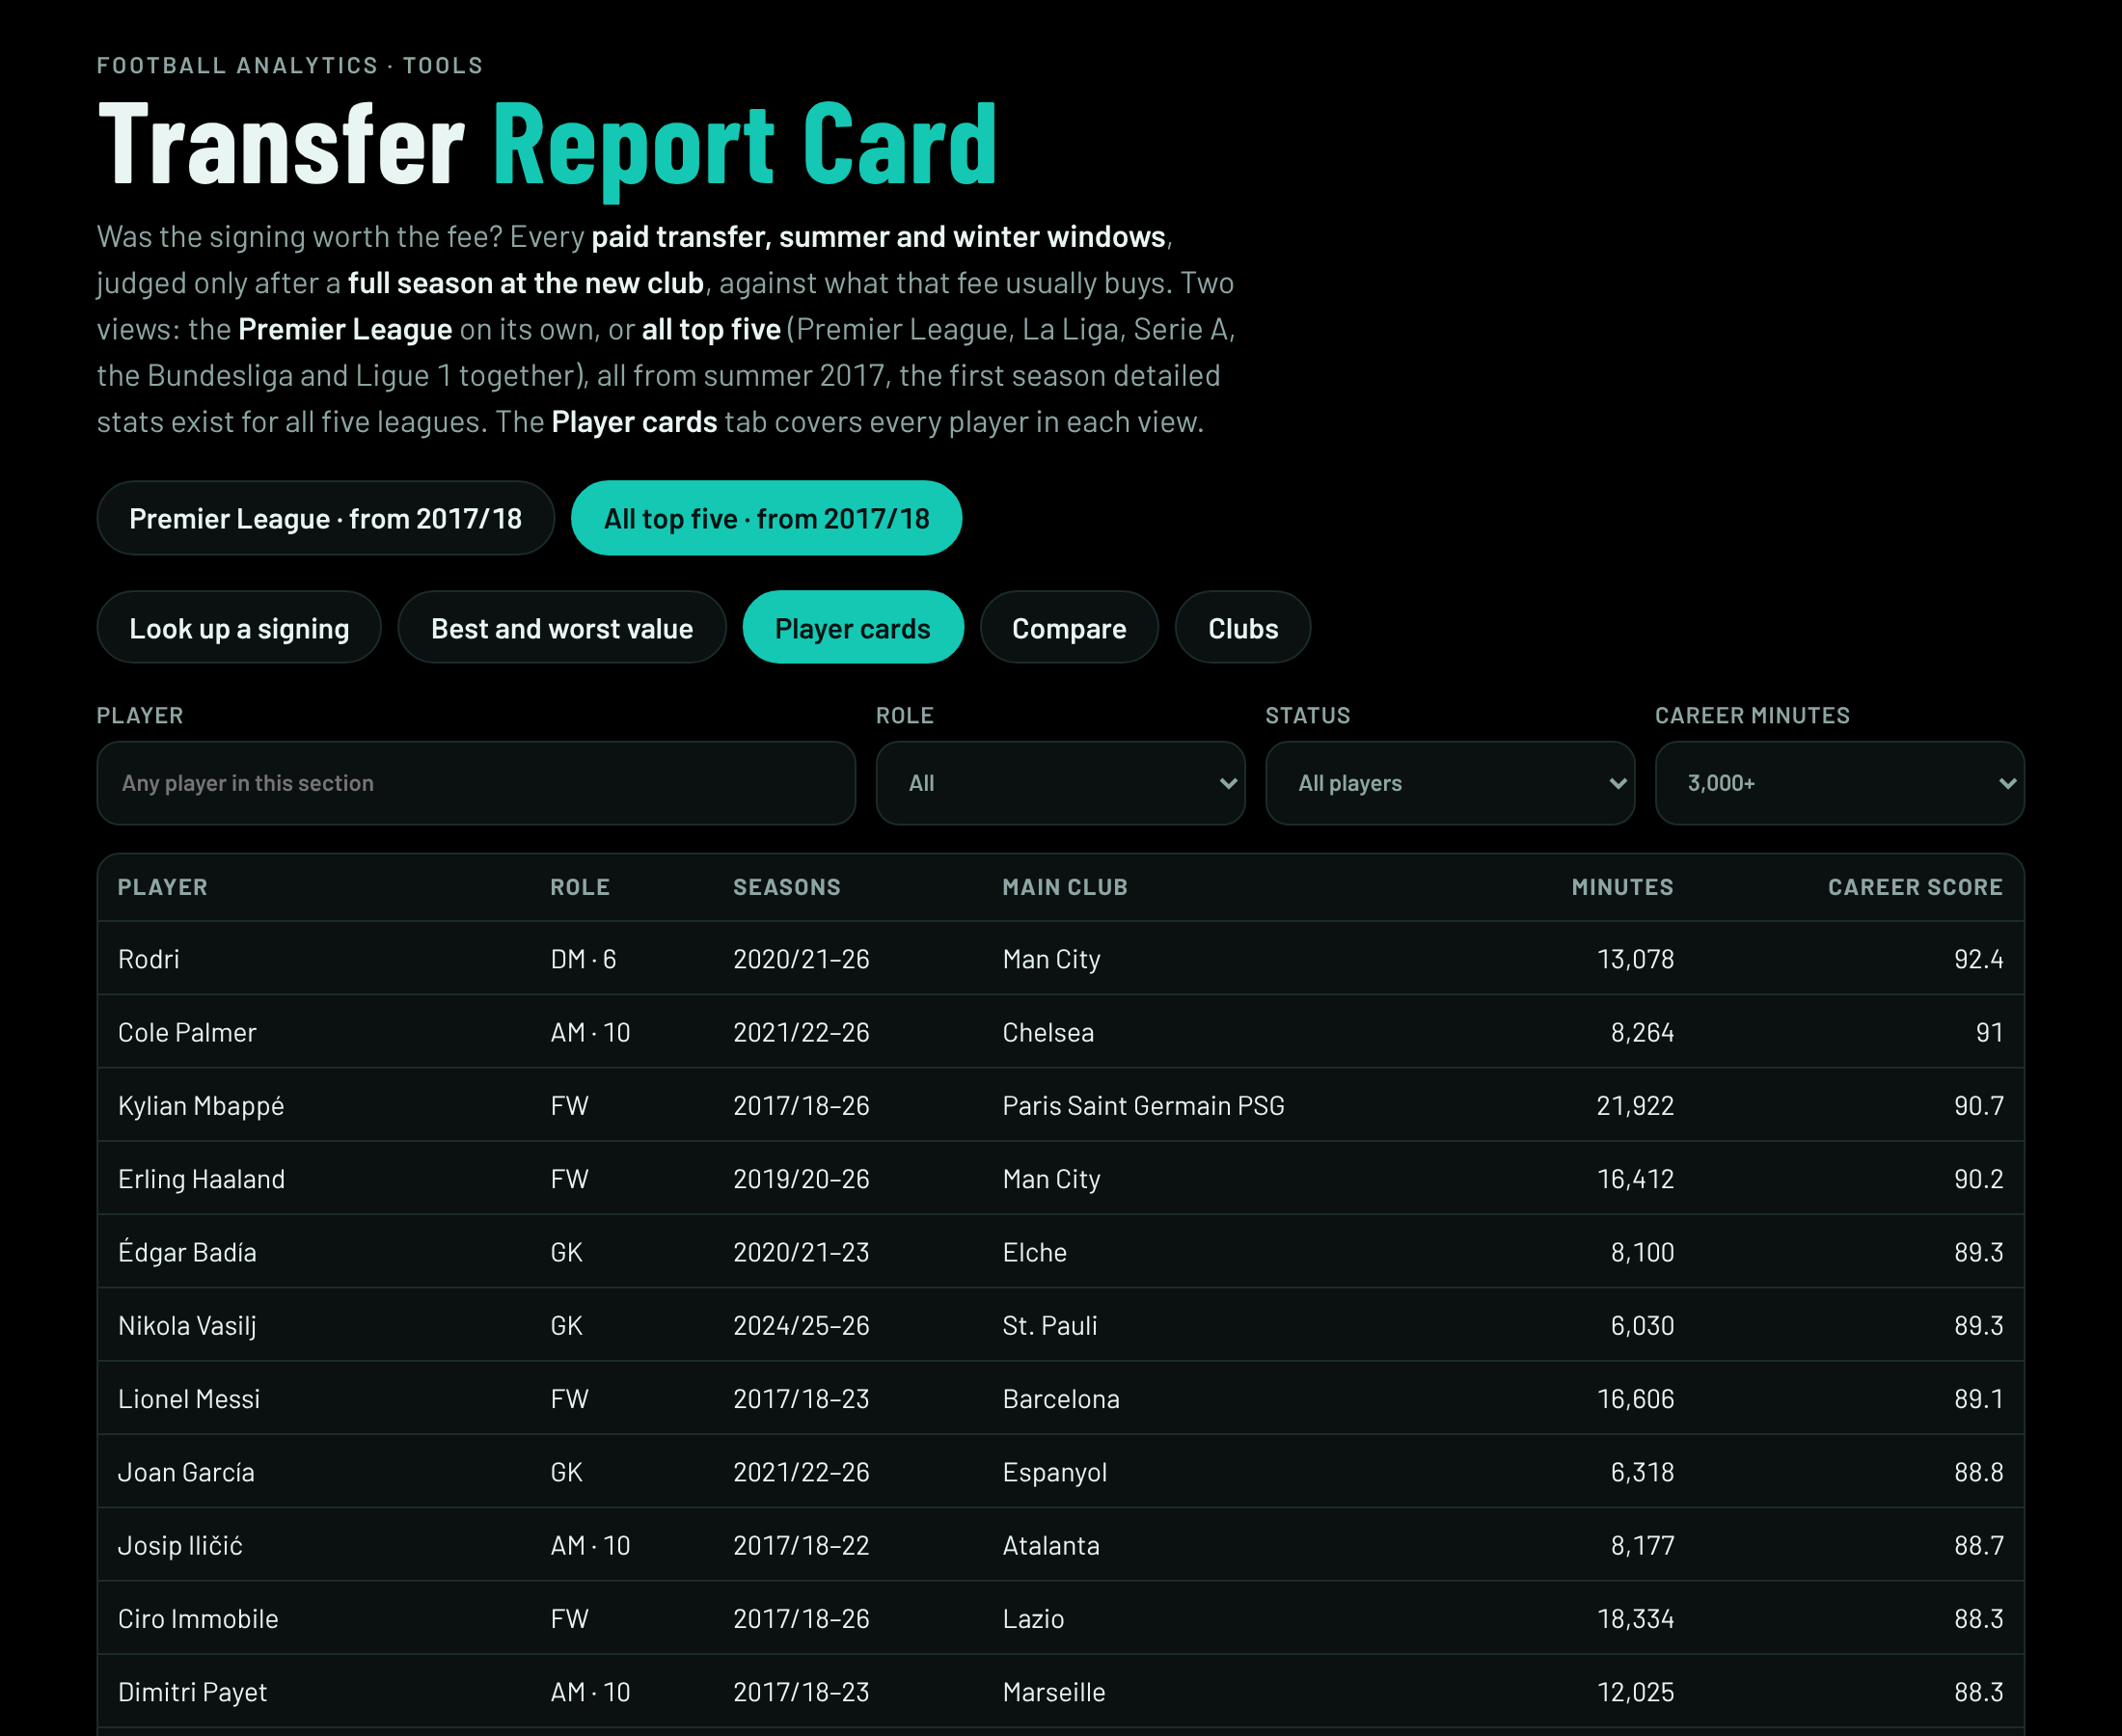 FOOTBALL ANALYTICS · TOOLS
Transfer Report Card
Was the signing worth the fee? Every paid transfer, summer and winter windows,
judged only after a full season at the new club, against what that fee usually buys. Two
views: the Premier League on its own, or all top five (Premier League, La Liga, Serie A,
the Bundesliga and Ligue 1 together), all from summer 2017, the first season detailed
stats exist for all five leagues. The Player cards tab covers every player in each view.
Premier League · from 2017/18 All top five · from 2017/18
Look up a signing Best and worst value Player cards Compare Clubs
PLAYER ROLE STATUS CAREER MINUTES
Any player in this section All All players 3,000+
PLAYER ROLE SEASONS MAIN CLUB MINUTES CAREER SCORE
Rodri DM · 6 2020/21–26 Man City 13,078 92.4
Cole Palmer AM · 10 2021/22–26 Chelsea 8,264 91
Kylian Mbappé FW 2017/18–26 Paris Saint Germain PSG 21,922 90.7
Erling Haaland FW 2019/20–26 Man City 16,412 90.2
Édgar Badía GK 2020/21–23 Elche 8,100 89.3
Nikola Vasilj GK 2024/25–26 St. Pauli 6,030 89.3
Lionel Messi FW 2017/18–23 Barcelona 16,606 89.1
Joan García GK 2021/22–26 Espanyol 6,318 88.8
Josip Iličić AM · 10 2017/18–22 Atalanta 8,177 88.7
Ciro Immobile FW 2017/18–26 Lazio 18,334 88.3
Dimitri Payet AM · 10 2017/18–23 Marseille 12,025 88.3